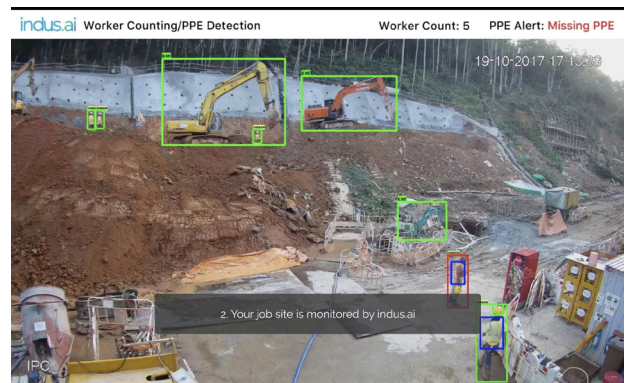 indus.ai Worker Counting/PPE Detection Worker Count: 5 PPE Alert: Missing PPE
19-10-2017 17:13:33
2. Your job site is monitored by indus.ai
IPC